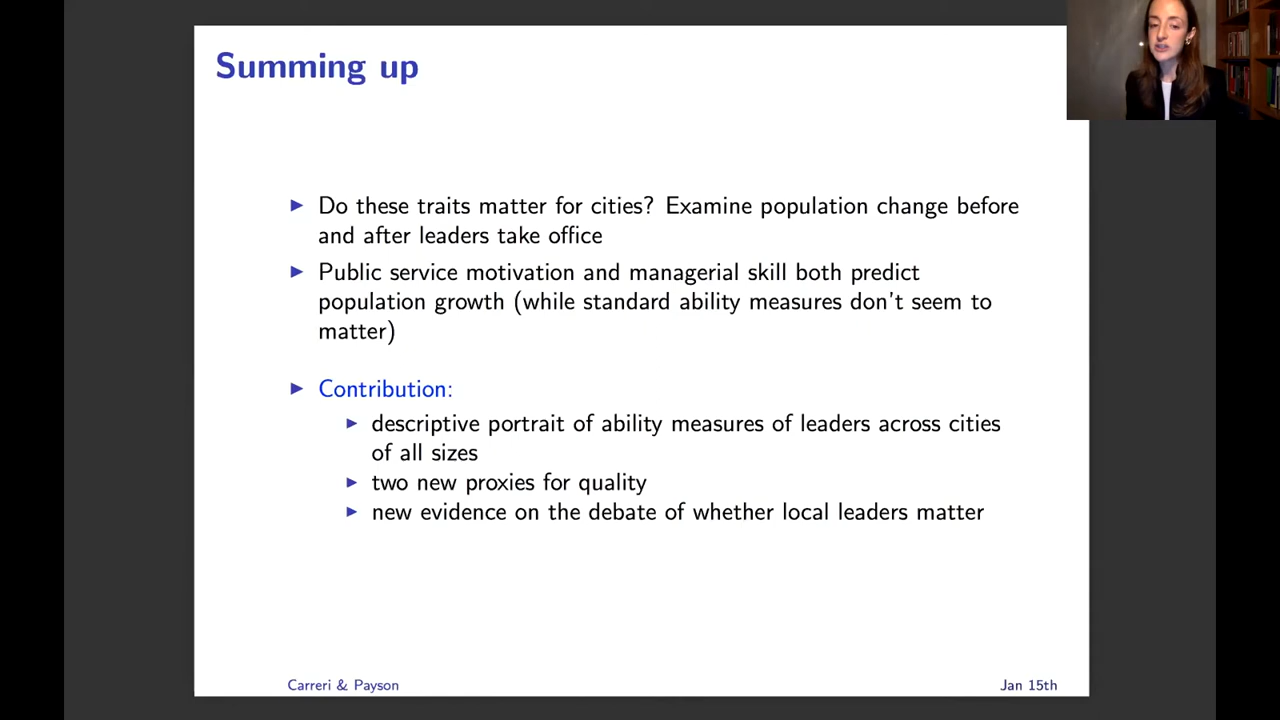 Summing up
Do these traits matter for cities? Examine population change before
and after leaders take office
Public service motivation and managerial skill both predict
population growth (while standard ability measures don't seem to
matter)
Contribution:
descriptive portrait of ability measures of leaders across cities
of all sizes
two new proxies for quality
new evidence on the debate of whether local leaders matter
Carreri & Payson
Jan 15th